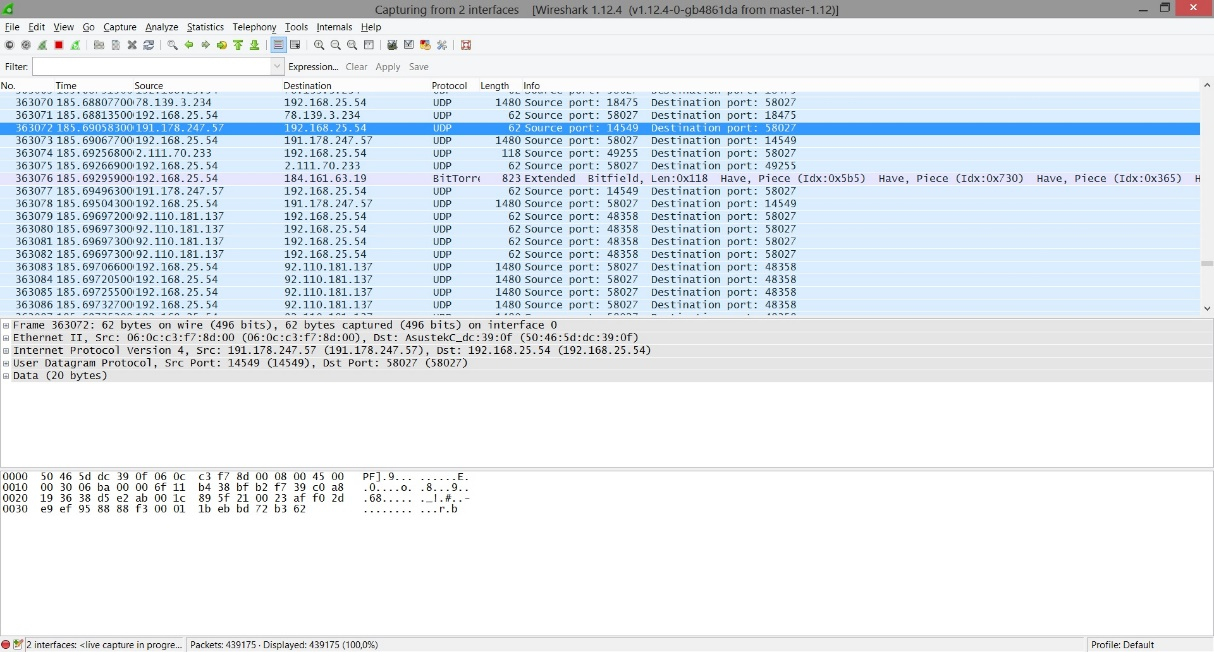 Capturing from 2 interfaces [Wireshark 1.12.4 (v1.12.4-0-gb4861da from master-1.12)]
File Edit View Go Capture Analyze Statistics Telephony Tools Internals Help
Filter: Expression... Clear Apply Save
No. Time Source Destination Protocol Length Info
363070 185.68807700 78.139.3.234 192.168.25.54 UDP 1480 Source port: 18475 Destination port: 58027
363071 185.68813500 192.168.25.54 78.139.3.234 UDP 62 Source port: 58027 Destination port: 18475
363072 185.69058300 191.178.247.57 192.168.25.54 UDP 62 Source port: 14549 Destination port: 58027
363073 185.69067700 192.168.25.54 191.178.247.57 UDP 1480 Source port: 58027 Destination port: 14549
363074 185.69256800 2.111.70.233 192.168.25.54 UDP 118 Source port: 49255 Destination port: 58027
363075 185.69266900 192.168.25.54 2.111.70.233 UDP 62 Source port: 58027 Destination port: 49255
363076 185.69295900 192.168.25.54 184.161.63.19 BitTorre 823 Extended Bitfield, Len:0x118 Have, Piece (Idx:0x5b5) Have, Piece (Idx:0x730) Have, Piece (Idx:0x365) H
363077 185.69496300 191.178.247.57 192.168.25.54 UDP 62 Source port: 14549 Destination port: 58027
363078 185.69504300 192.168.25.54 191.178.247.57 UDP 1480 Source port: 58027 Destination port: 14549
363079 185.69697200 92.110.181.137 192.168.25.54 UDP 62 Source port: 48358 Destination port: 58027
363080 185.69697300 92.110.181.137 192.168.25.54 UDP 62 Source port: 48358 Destination port: 58027
363081 185.69697300 92.110.181.137 192.168.25.54 UDP 62 Source port: 48358 Destination port: 58027
363082 185.69697300 92.110.181.137 192.168.25.54 UDP 62 Source port: 48358 Destination port: 58027
363083 185.69706600 192.168.25.54 92.110.181.137 UDP 1480 Source port: 58027 Destination port: 48358
363084 185.69720500 192.168.25.54 92.110.181.137 UDP 1480 Source port: 58027 Destination port: 48358
363085 185.69725500 192.168.25.54 92.110.181.137 UDP 1480 Source port: 58027 Destination port: 48358
363086 185.69732700 192.168.25.54 92.110.181.137 UDP 1480 Source port: 58027 Destination port: 48358
Frame 363072: 62 bytes on wire (496 bits), 62 bytes captured (496 bits) on interface 0
Ethernet II, Src: 06:0c:c3:f7:8d:00 (06:0c:c3:f7:8d:00), Dst: AsustekC_dc:39:0f (50:46:5d:dc:39:0f)
Internet Protocol Version 4, Src: 191.178.247.57 (191.178.247.57), Dst: 192.168.25.54 (192.168.25.54)
User Datagram Protocol, Src Port: 14549 (14549), Dst Port: 58027 (58027)
Data (20 bytes)
0000 50 46 5d dc 39 0f 06 0c c3 f7 8d 00 08 00 45 00 PF].9... ......E.
0010 00 30 06 ba 00 00 6f 11 b4 38 bf b2 f7 39 c0 a8 .0....o. .8...9..
0020 19 36 38 d5 e2 ab 00 1c 89 5f 21 00 23 af f0 2d .68..... ._!.#..-
0030 e9 ef 95 88 88 f3 00 01 1b eb bd 72 b3 62 ........ ...r.b
2 interfaces: <live capture in progre... Packets: 439175 · Displayed: 439175 (100,0%) Profile: Default